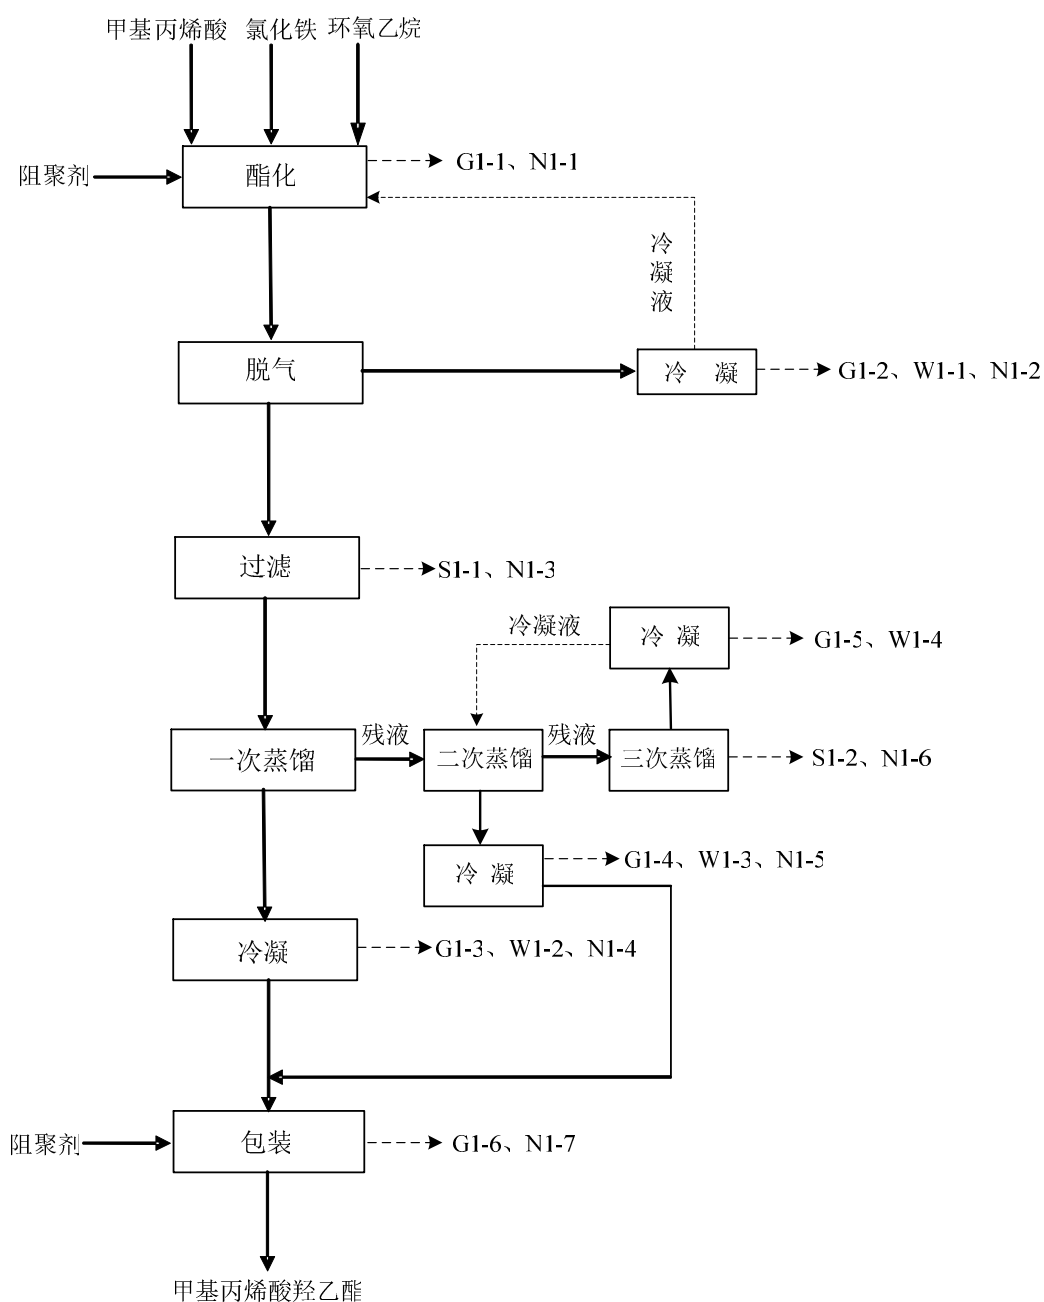 甲基丙烯酸
氯化铁
环氧乙烷
阻聚剂
酯化
G1-1、N1-1
冷凝液
脱气
冷 凝
G1-2、W1-1、N1-2
过滤
S1-1、N1-3
冷凝液
冷 凝
G1-5、W1-4
一次蒸馏
残液
二次蒸馏
残液
三次蒸馏
S1-2、N1-6
冷 凝
G1-4、W1-3、N1-5
冷凝
G1-3、W1-2、N1-4
阻聚剂
包装
G1-6、N1-7
甲基丙烯酸羟乙酯